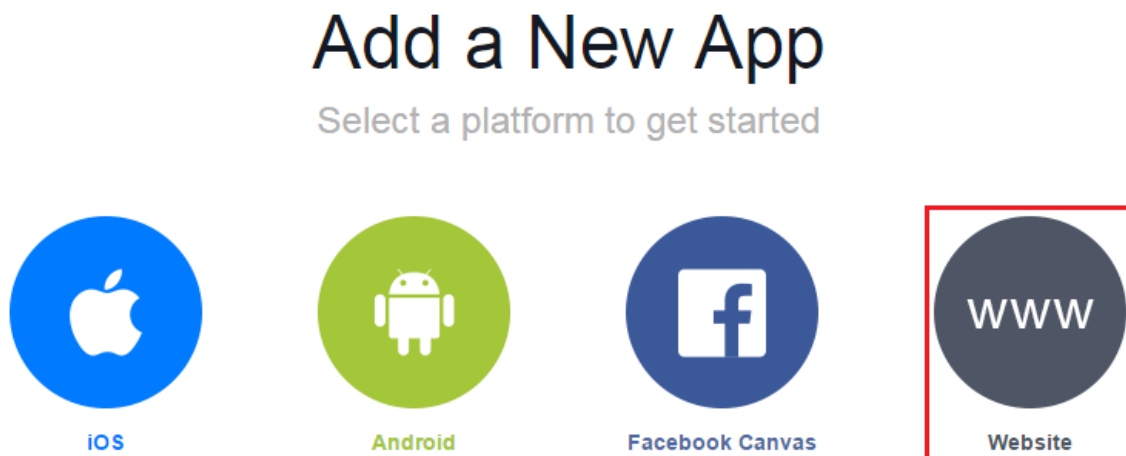 Add a New App
Select a platform to get started
www
iOS
Android
Facebook Canvas
Website